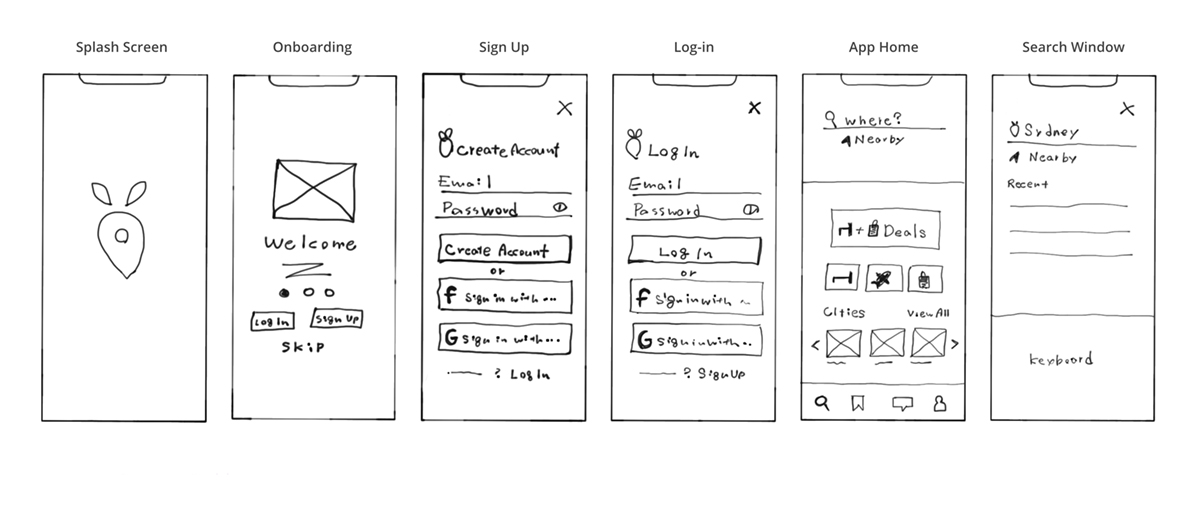 Splash Screen
Onboarding
Welcome
Log In
Sign Up
Skip
Sign Up
Create Account
Email
Password
Create Account
or
f Sign in with ...
G Sign in with...
? Log In
Log-in
Log In
Email
Password
Log In
or
f Sign in with ...
G Sign in with...
? Sign Up
App Home
where?
Nearby
+ Deals
Cities View All
Search Window
Sydney
Nearby
Recent
keyboard